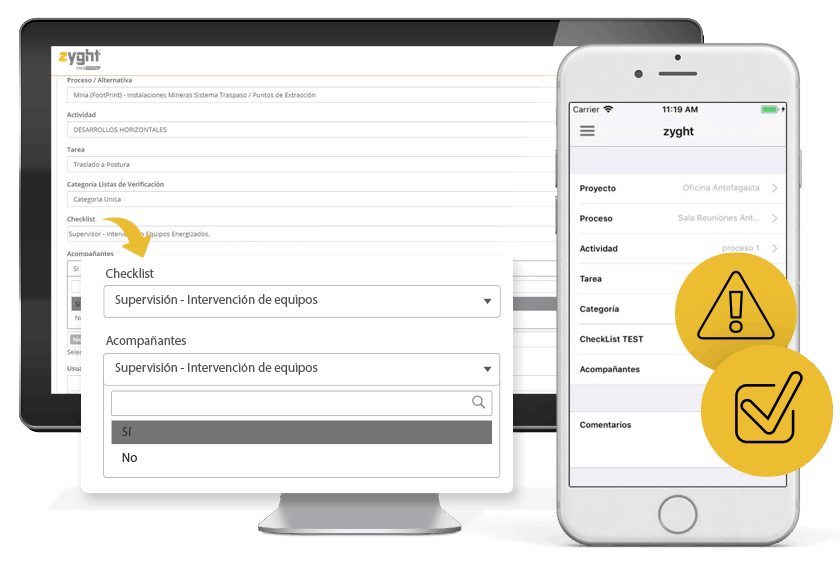 zyght
Proceso / Alternativa
Mina (FootPrint) - Instalaciones Mineras Sistema Traspaso / Puntos de Extracción
Actividad
DESARROLLOS HORIZONTALES
Tarea
Traslado a Postura
Categoría Listas de Verificación
Categoria Unica
Checklist
Supervisor - Intervención Equipos Energizados.
Acompañantes
Checklist
Supervisión - Intervención de equipos
Acompañantes
Supervisión - Intervención de equipos
Sí
No
Carrier 11:19 AM
zyght
Proyecto Oficina Antofagasta
Proceso Sala Reuniones Ant...
Actividad proceso 1
Tarea
Categoría
CheckList TEST
Acompañantes
Comentarios